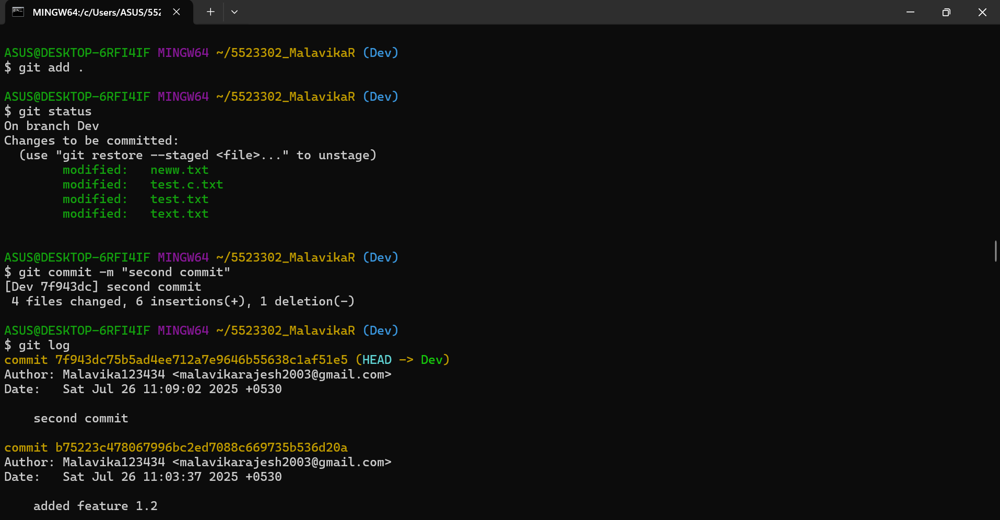 MINGW64:/c/Users/ASUS/552
ASUS@DESKTOP-6RFI4IF MINGW64 ~/5523302_MalavikaR (Dev)
$ git add .
ASUS@DESKTOP-6RFI4IF MINGW64 ~/5523302_MalavikaR (Dev)
$ git status
On branch Dev
Changes to be committed:
  (use "git restore --staged <file>..." to unstage)
        modified:   neww.txt
        modified:   test.c.txt
        modified:   test.txt
        modified:   text.txt
ASUS@DESKTOP-6RFI4IF MINGW64 ~/5523302_MalavikaR (Dev)
$ git commit -m "second commit"
[Dev 7f943dc] second commit
 4 files changed, 6 insertions(+), 1 deletion(-)
ASUS@DESKTOP-6RFI4IF MINGW64 ~/5523302_MalavikaR (Dev)
$ git log
commit 7f943dc75b5ad4ee712a7e9646b55638c1af51e5 (HEAD -> Dev)
Author: Malavika123434 <malavikarajesh2003@gmail.com>
Date:   Sat Jul 26 11:09:02 2025 +0530
    second commit
commit b75223c478067996bc2ed7088c669735b536d20a
Author: Malavika123434 <malavikarajesh2003@gmail.com>
Date:   Sat Jul 26 11:03:37 2025 +0530
    added feature 1.2